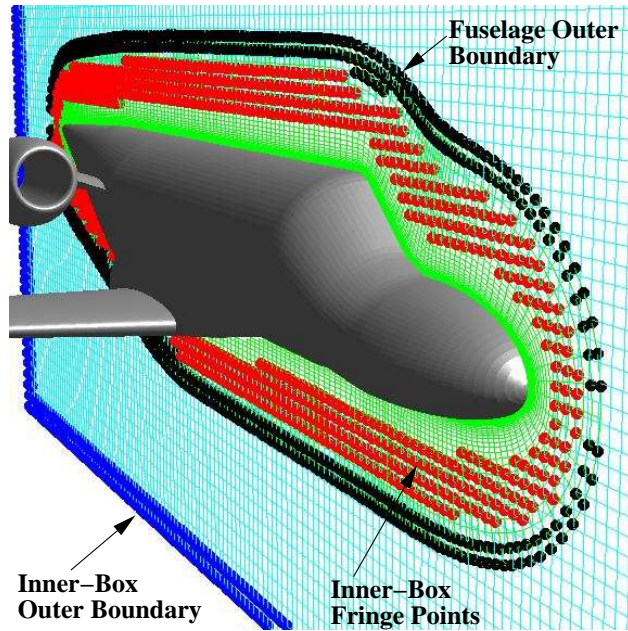 Fuselage Outer
Boundary
Inner−Box
Outer Boundary
Inner−Box
Fringe Points